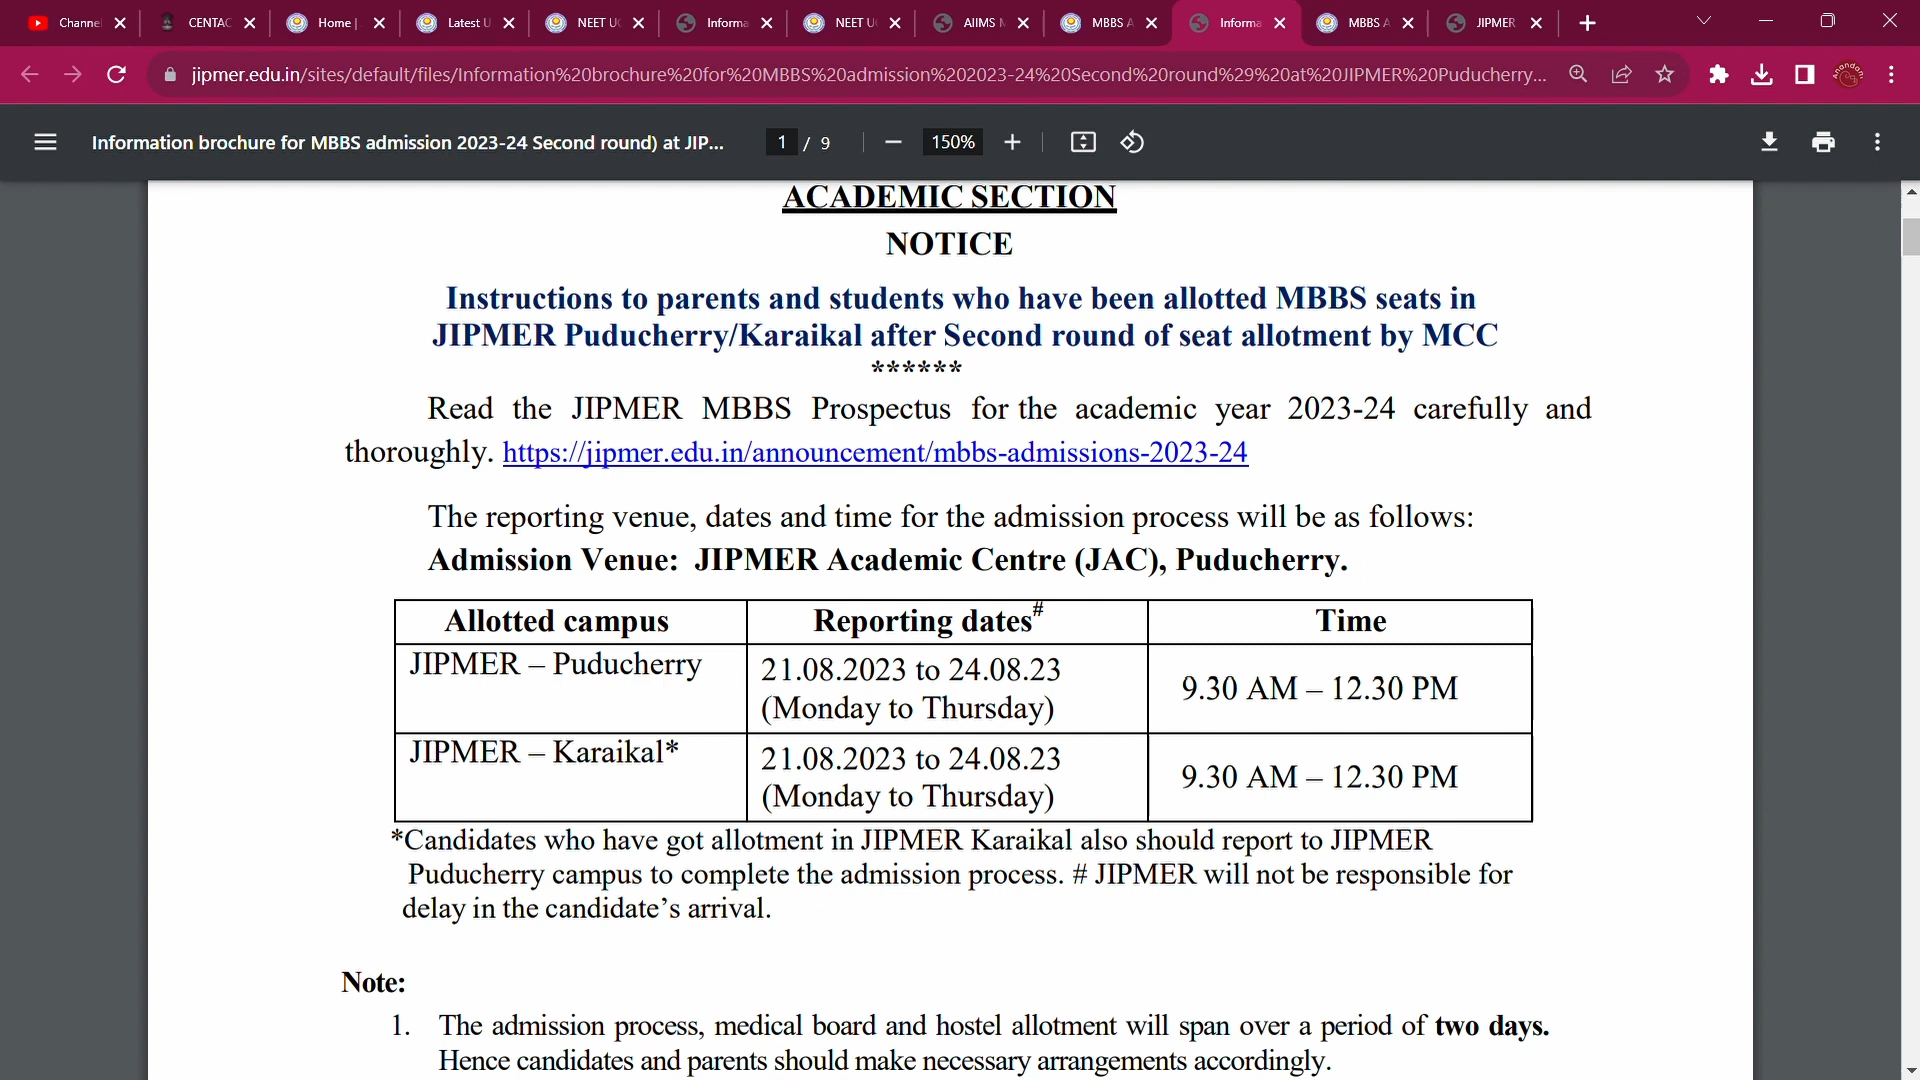 Channe
CENTAC
Home |
Latest U
NEET U
Informa
NEET U
AIIMS M
MBBS A
Informa
MBBS A
JIPMER
jipmer.edu.in/sites/default/files/Information%20brochure%20for%20MBBS%20admission%202023-24%20Second%20round%29%20at%20JIPMER%20Puducherry...
Information brochure for MBBS admission 2023-24 Second round) at JIP...
1 / 9
150%
ACADEMIC SECTION
NOTICE
Instructions to parents and students who have been allotted MBBS seats in
JIPMER Puducherry/Karaikal after Second round of seat allotment by MCC
******
Read the JIPMER MBBS Prospectus for the academic year 2023-24 carefully and
thoroughly. https://jipmer.edu.in/announcement/mbbs-admissions-2023-24
The reporting venue, dates and time for the admission process will be as follows:
Admission Venue: JIPMER Academic Centre (JAC), Puducherry.
Allotted campus Reporting dates# Time
JIPMER – Puducherry 21.08.2023 to 24.08.23
(Monday to Thursday) 9.30 AM – 12.30 PM
JIPMER – Karaikal* 21.08.2023 to 24.08.23
(Monday to Thursday) 9.30 AM – 12.30 PM
*Candidates who have got allotment in JIPMER Karaikal also should report to JIPMER
Puducherry campus to complete the admission process. # JIPMER will not be responsible for
delay in the candidate’s arrival.
Note:
1. The admission process, medical board and hostel allotment will span over a period of two days.
Hence candidates and parents should make necessary arrangements accordingly.